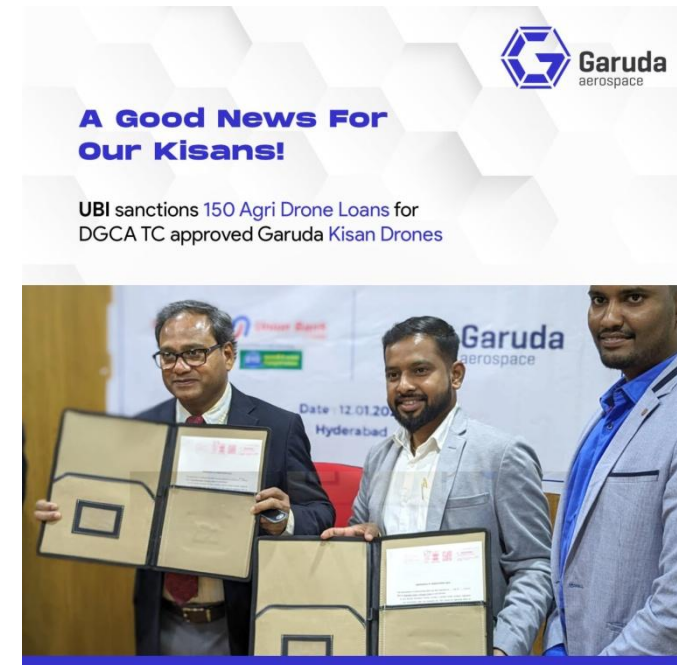 Garuda
aerospace
A Good News For
Our Kisans!
UBI sanctions 150 Agri Drone Loans for
DGCA TC approved Garuda Kisan Drones
Union Bank
Garuda
aerospace
Date : 12.01.20
Hyderabad